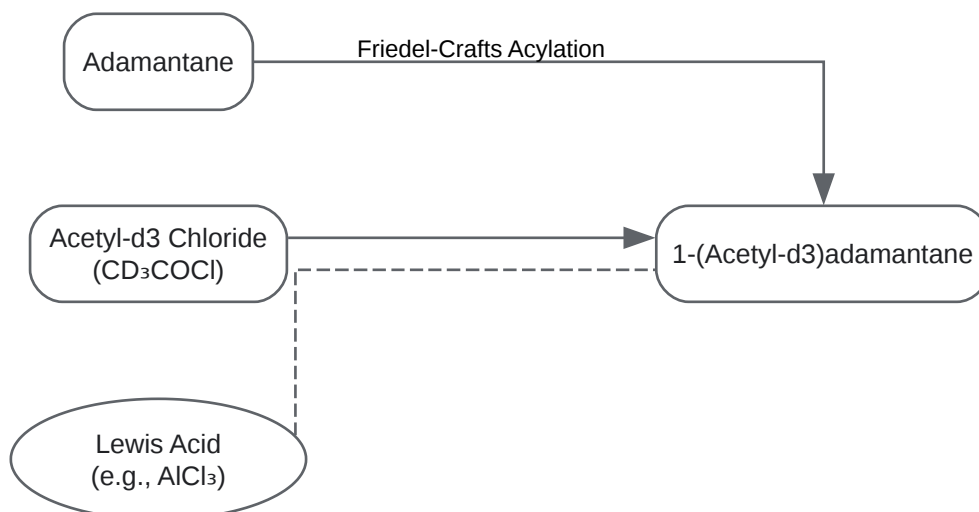 Adamantane
Friedel-Crafts Acylation
Acetyl-d3 Chloride
(CD₃COCl)
1-(Acetyl-d3)adamantane
Lewis Acid
(e.g., AlCl₃)